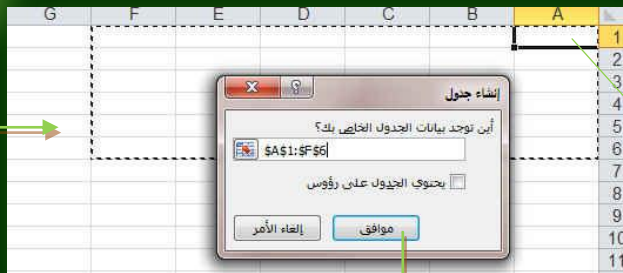 A B C D E F G
1
2
3
4
5
6
7
8
9
10
11
إنشاء جدول
أين توجد بيانات الجدول الخاص بك؟
$A$1:$F$6
يحتوي الجدول على رؤوس
موافق
إلغاء الأمر